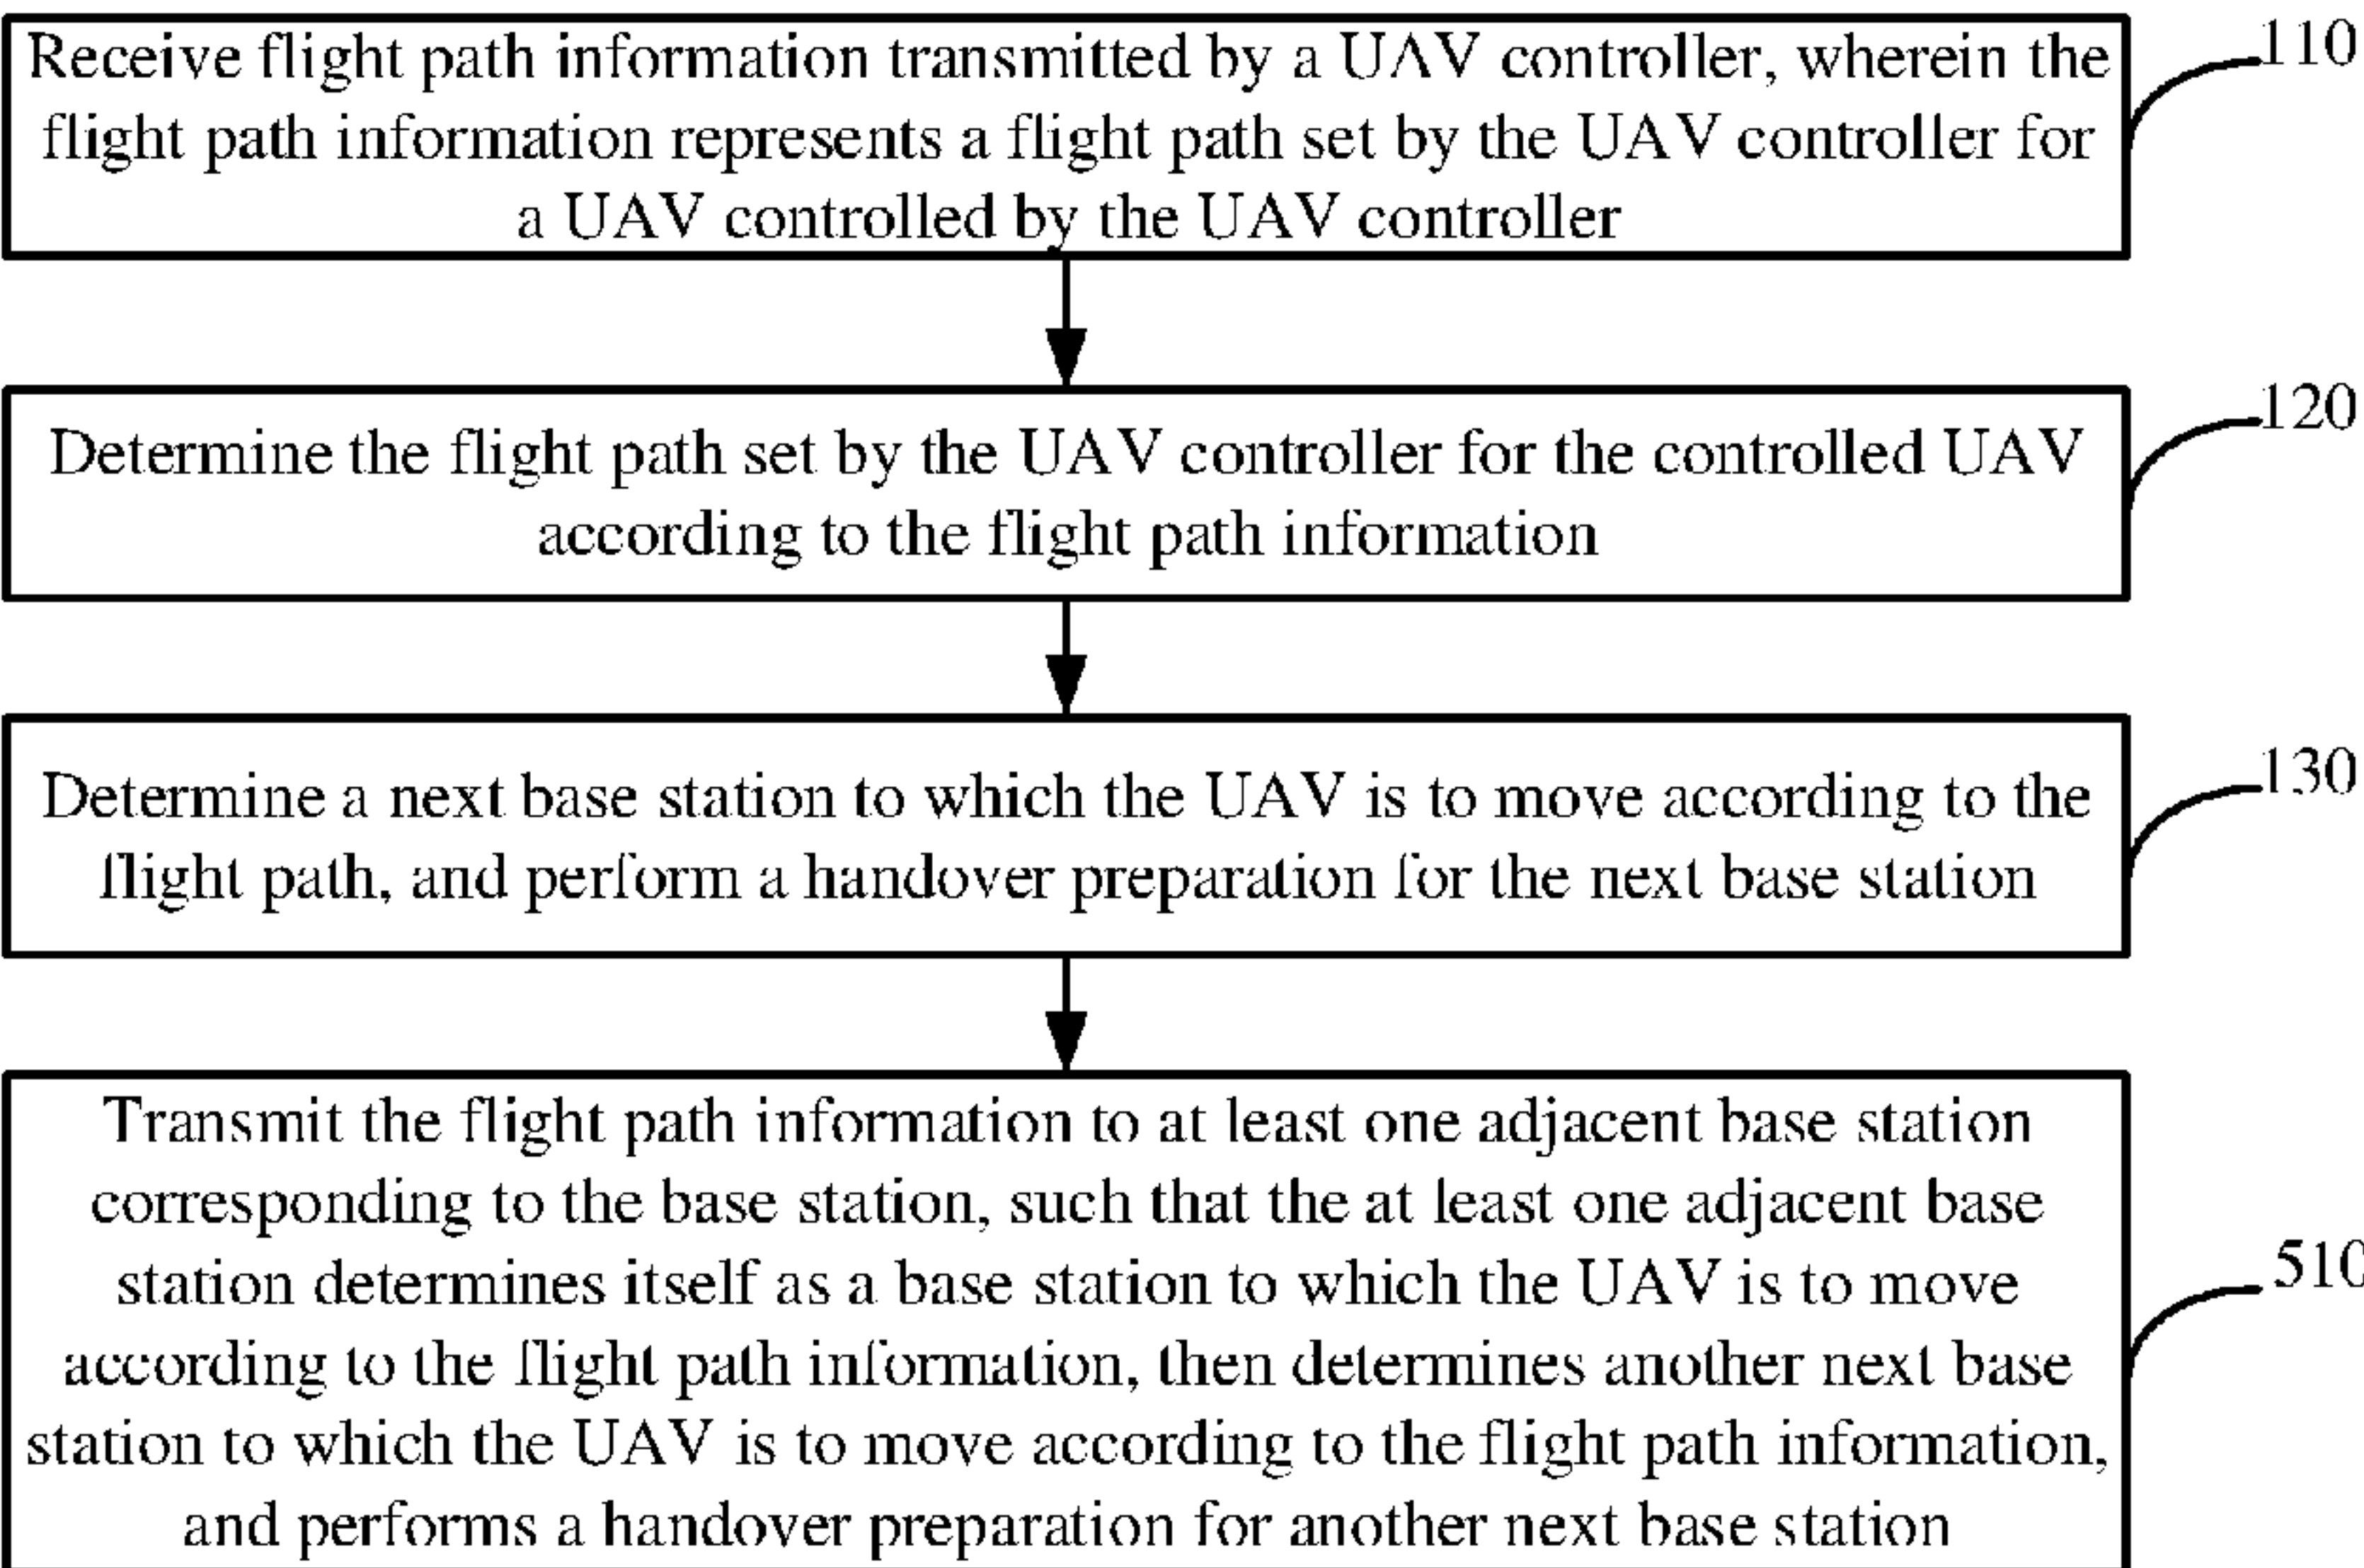 Receive flight path information transmitted by a UAV controller, wherein the
110
flight path information represents a flight path set by the UAV controller for
a UAV controlled by the UAV controller
120
Determine the flight path set by the UAV controller for the controlled UAV
according to the flight path information
130
Determine a next base station to which the UAV is to move according to the
flight path, and perform a handover preparation for the next base station
Transmit the flight path information to at least one adjacent base station
corresponding to the base station, such that the at least one adjacent base
station determines itself as a base station to which the UAV is to move
510
according to the flight path information, then determines another next base
station to which the UAV is to move according to the flight path information,
and performs a handover preparation for another next base station